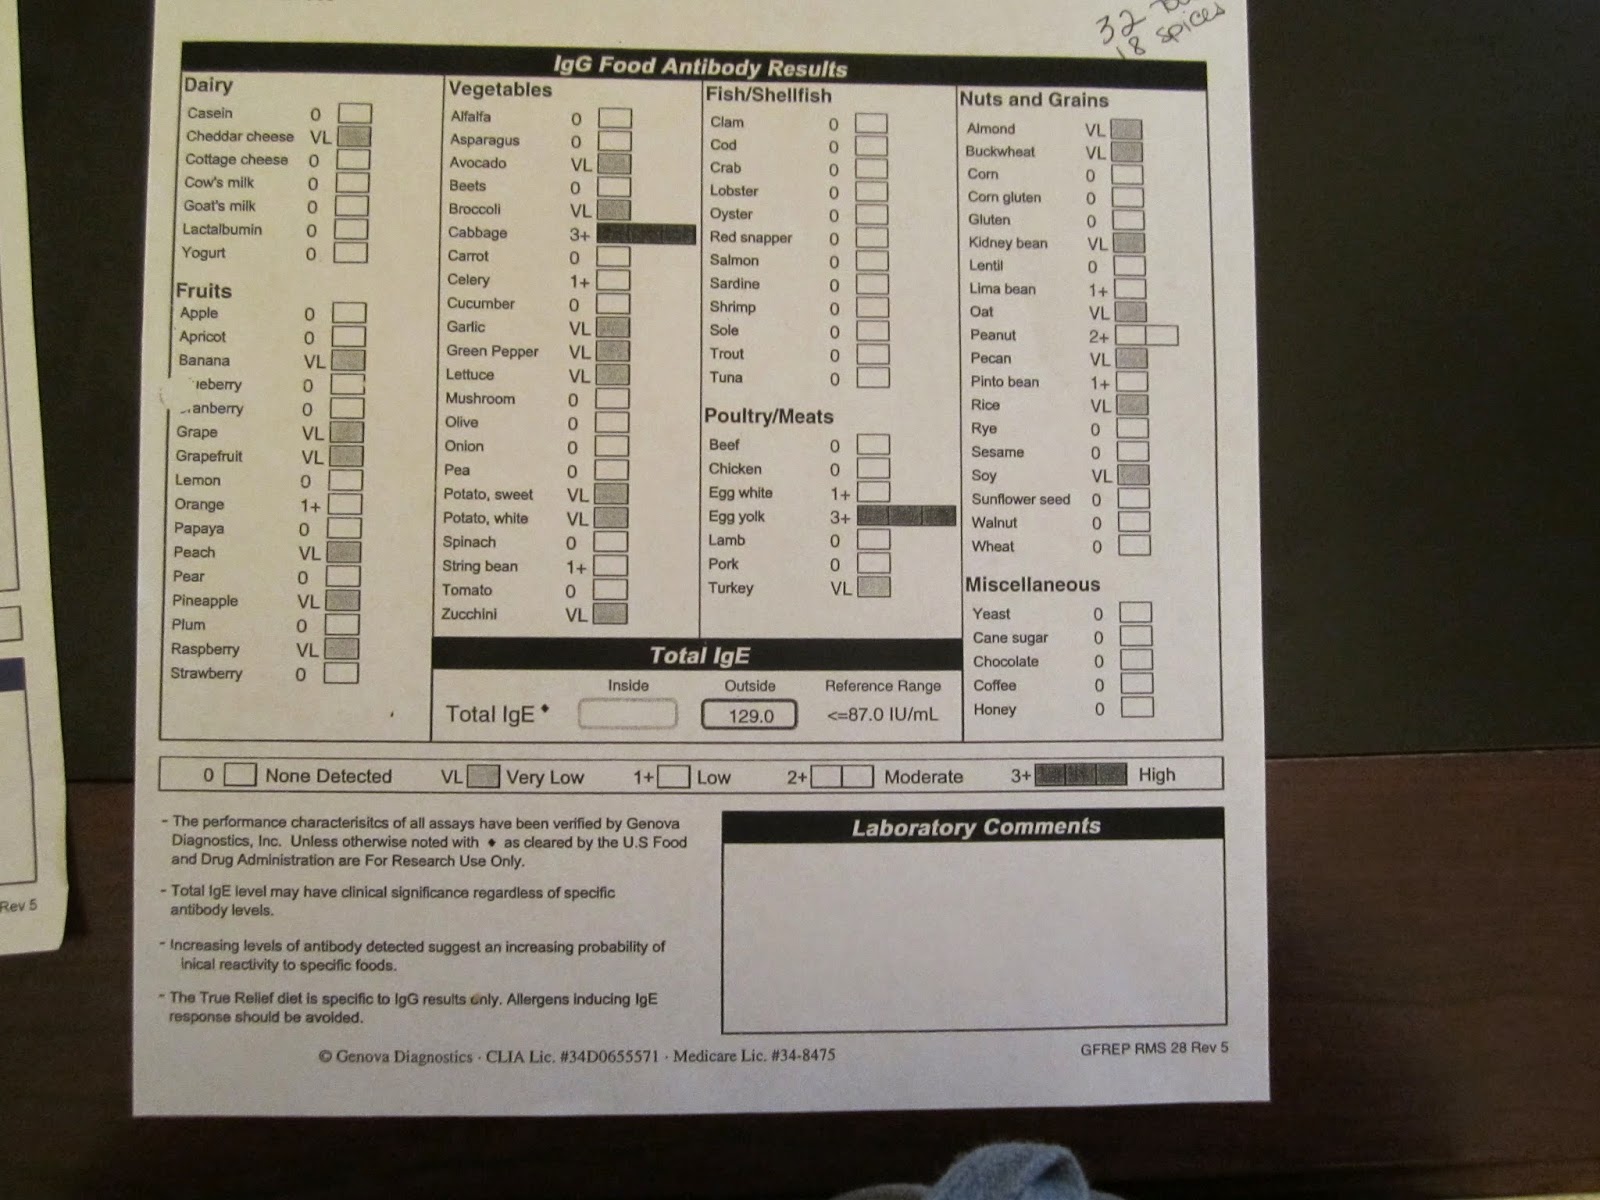 32
18 spices
IgG Food Antibody Results
Dairy
Casein 0
Cheddar cheese VL
Cottage cheese 0
Cow's milk 0
Goat's milk 0
Lactalbumin 0
Yogurt 0
Fruits
Apple 0
Apricot 0
Banana VL
ieberry 0
anberry 0
Grape VL
Grapefruit VL
Lemon 0
Orange 1+
Papaya 0
Peach VL
Pear 0
Pineapple VL
Plum 0
Raspberry VL
Strawberry 0
Vegetables
Alfalfa 0
Asparagus 0
Avocado VL
Beets 0
Broccoli VL
Cabbage 3+
Carrot 0
Celery 1+
Cucumber 0
Garlic VL
Green Pepper VL
Lettuce VL
Mushroom 0
Olive 0
Onion 0
Pea 0
Potato, sweet VL
Potato, white VL
Spinach 0
String bean 1+
Tomato 0
Zucchini VL
Fish/Shellfish
Clam 0
Cod 0
Crab 0
Lobster 0
Oyster 0
Red snapper 0
Salmon 0
Sardine 0
Shrimp 0
Sole 0
Trout 0
Tuna 0
Poultry/Meats
Beef 0
Chicken 0
Egg white 1+
Egg yolk 3+
Lamb 0
Pork 0
Turkey VL
Nuts and Grains
Almond VL
Buckwheat VL
Corn 0
Corn gluten 0
Gluten 0
Kidney bean VL
Lentil 0
Lima bean 1+
Oat VL
Peanut 2+
Pecan VL
Pinto bean 1+
Rice VL
Rye 0
Sesame 0
Soy VL
Sunflower seed 0
Walnut 0
Wheat 0
Miscellaneous
Yeast 0
Cane sugar 0
Chocolate 0
Coffee 0
Honey 0
Total IgE
Inside Outside Reference Range
Total IgE ♦ 129.0 <=87.0 IU/mL
0 None Detected VL Very Low 1+ Low 2+ Moderate 3+ High
- The performance characterisitcs of all assays have been verified by Genova
Diagnostics, Inc. Unless otherwise noted with ♦ as cleared by the U.S Food
and Drug Administration are For Research Use Only.
- Total IgE level may have clinical significance regardless of specific
antibody levels.
- Increasing levels of antibody detected suggest an increasing probability of
inical reactivity to specific foods.
- The True Relief diet is specific to IgG results only. Allergens inducing IgE
response should be avoided.
Laboratory Comments
© Genova Diagnostics · CLIA Lic. #34D0655571 · Medicare Lic. #34-8475
GFREP RMS 28 Rev 5
Rev 5